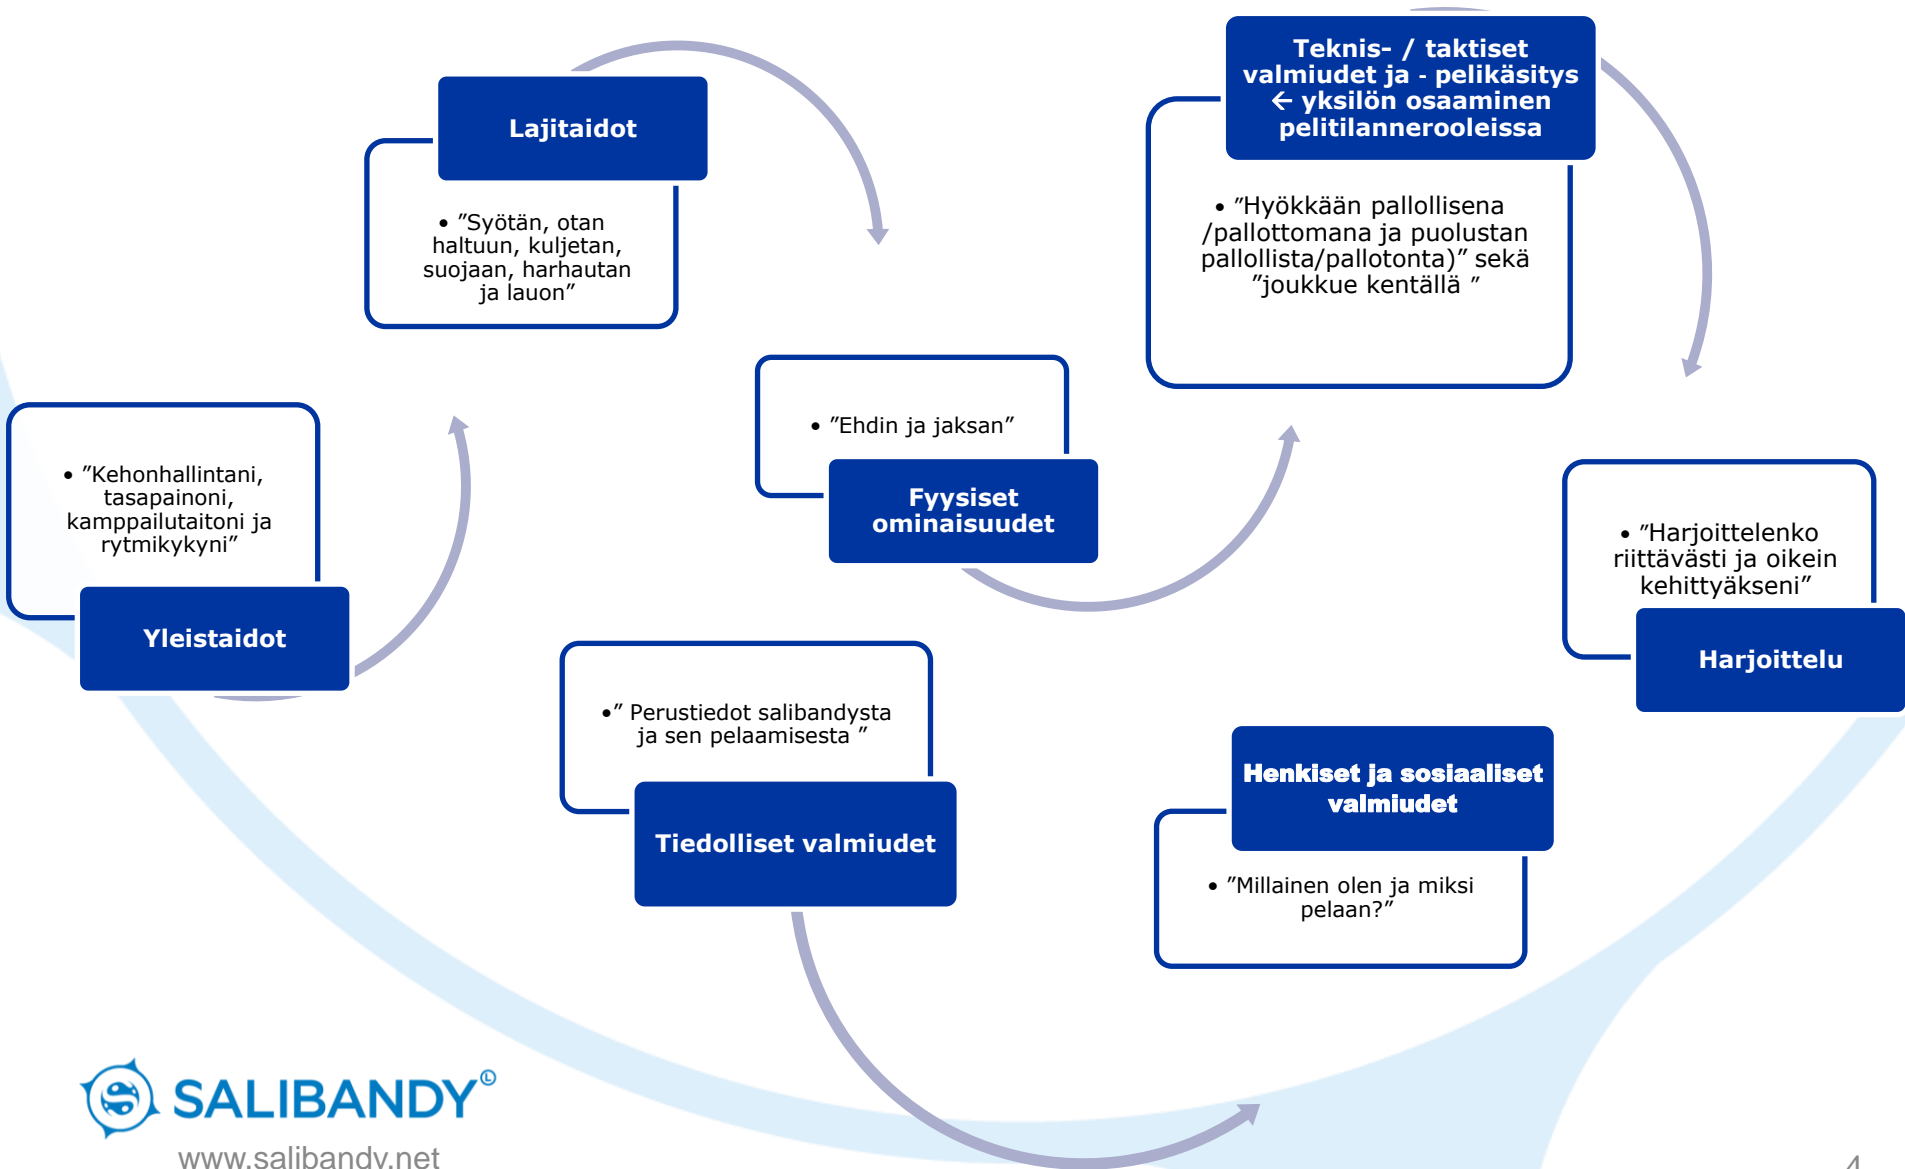 Lajitaidot
• ”Syötän, otan
haltuun, kuljetan,
suojaan, harhautan
ja lauon”
Teknis- / taktiset
valmiudet ja - pelikäsitys
← yksilön osaaminen
pelitilannerooleissa
• ”Hyökkään pallollisena
/pallottomana ja puolustan
pallollista/pallotonta)” sekä
”joukkue kentällä ”
• ”Kehonhallintani,
tasapainoni,
kamppailutaitoni ja
rytmikykyni”
Yleistaidot
• ”Ehdin ja jaksan”
Fyysiset
ominaisuudet
• ”Harjoittelenko
riittävästi ja oikein
kehittyäkseni”
Harjoittelu
•” Perustiedot salibandysta
ja sen pelaamisesta ”
Tiedolliset valmiudet
Henkiset ja sosiaaliset
valmiudet
• ”Millainen olen ja miksi
pelaan?”
SALIBANDY Ⓛ
www.salibandy.net
4